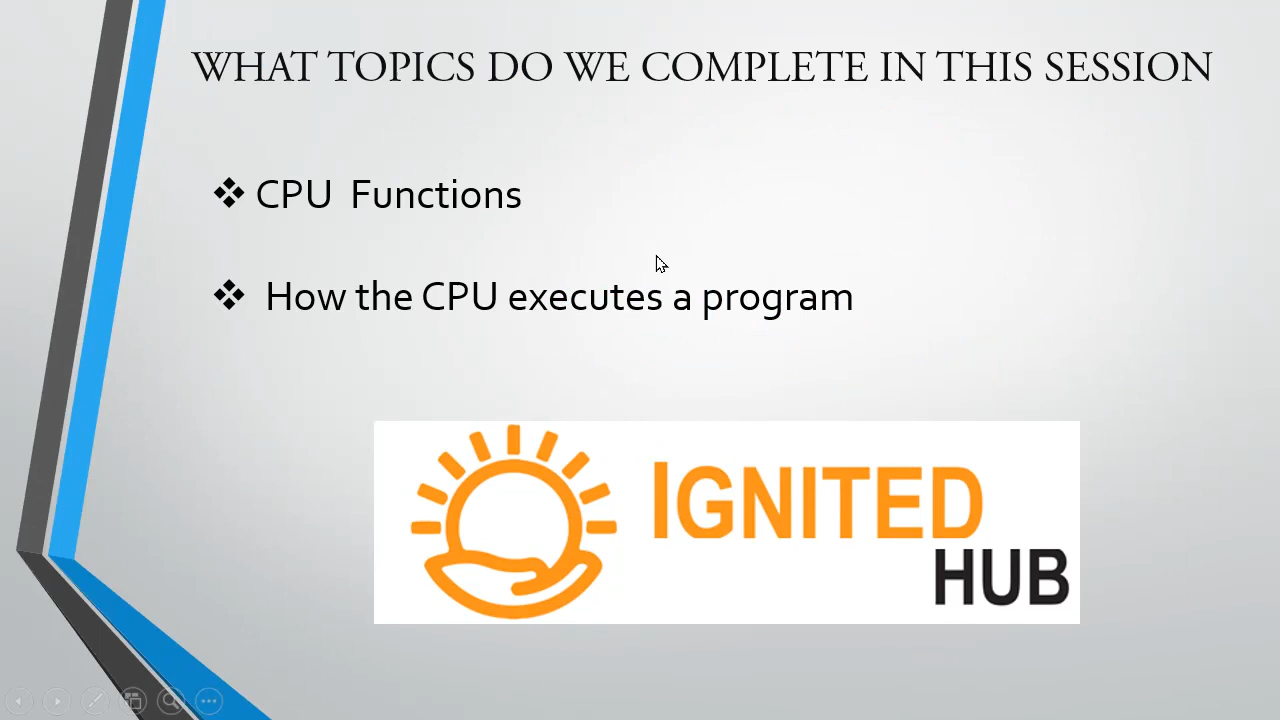 WHAT TOPICS DO WE COMPLETE IN THIS SESSION
CPU Functions
How the CPU executes a program
IGNITED
HUB